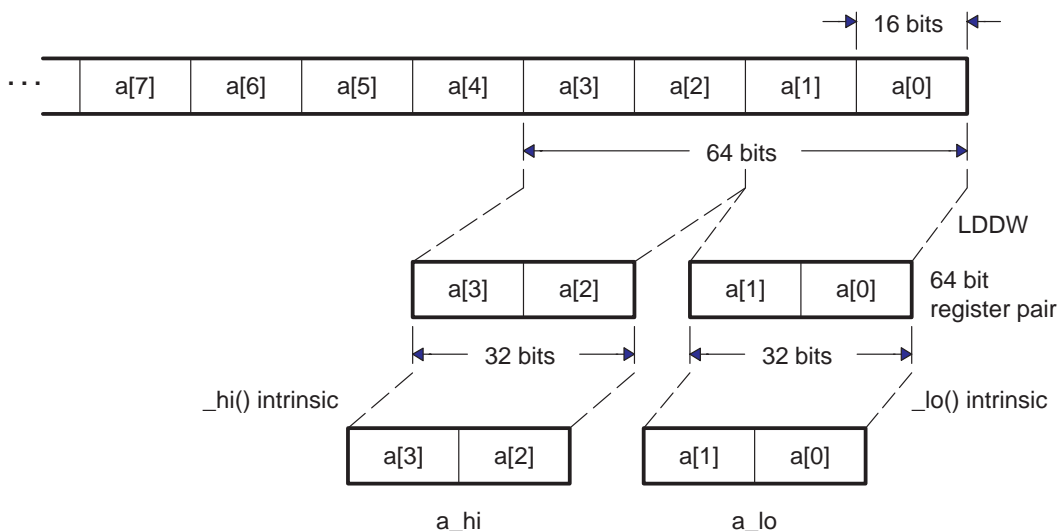 16 bits
... a[7] a[6] a[5] a[4] a[3] a[2] a[1] a[0]
64 bits
LDDW
a[3] a[2] a[1] a[0]
64 bit
register pair
32 bits 32 bits
_hi() intrinsic _lo() intrinsic
a[3] a[2] a[1] a[0]
a_hi a_lo